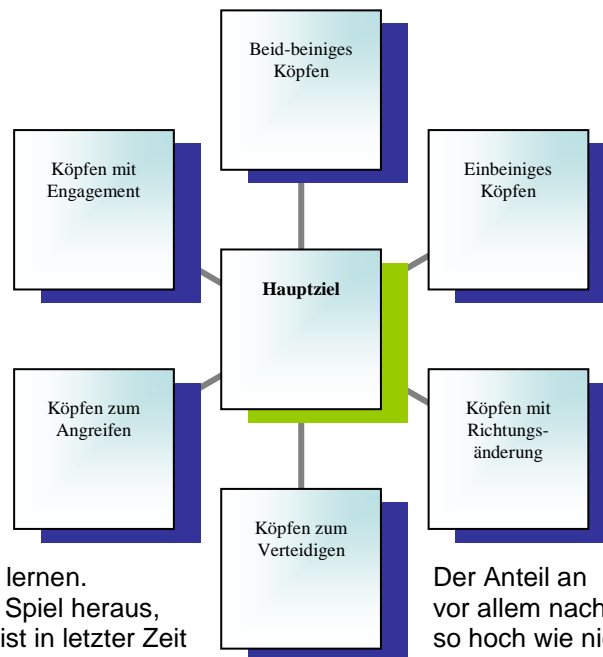 Beid-beiniges
Köpfen
Köpfen mit
Engagement
Einbeiniges
Köpfen
Hauptziel
Köpfen zum
Angreifen
Köpfen mit
Richtungs-
änderung
Köpfen zum
Verteidigen
lernen.
Spiel heraus,
ist in letzter Zeit
Der Anteil an
vor allem nach
so hoch wie